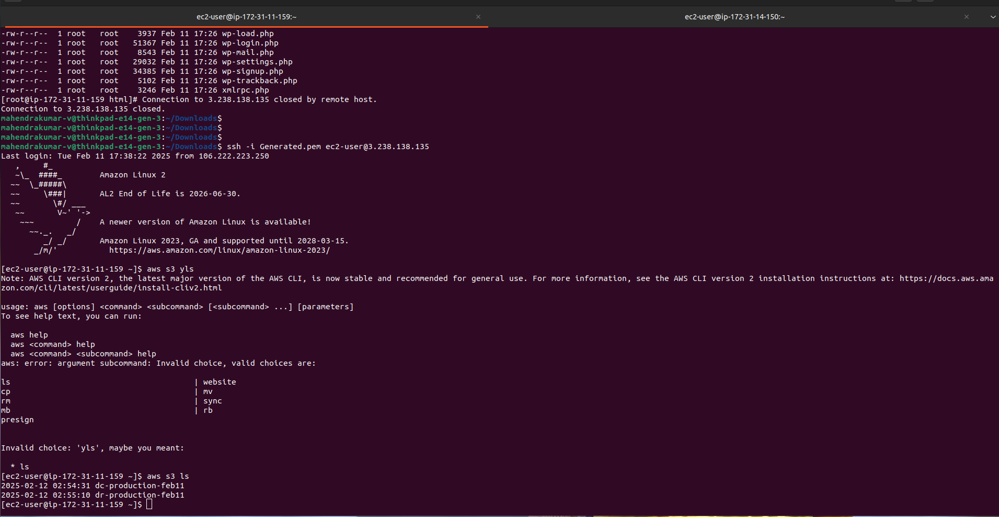 ec2-user@ip-172-31-11-159:~ × ec2-user@ip-172-31-14-150:~ ×
-rw-r--r--  1 root   root    3937 Feb 11 17:26 wp-load.php
-rw-r--r--  1 root   root   51367 Feb 11 17:26 wp-login.php
-rw-r--r--  1 root   root    8543 Feb 11 17:26 wp-mail.php
-rw-r--r--  1 root   root   29032 Feb 11 17:26 wp-settings.php
-rw-r--r--  1 root   root   34385 Feb 11 17:26 wp-signup.php
-rw-r--r--  1 root   root    5102 Feb 11 17:26 wp-trackback.php
-rw-r--r--  1 root   root    3246 Feb 11 17:26 xmlrpc.php
[root@ip-172-31-11-159 html]# Connection to 3.238.138.135 closed by remote host.
Connection to 3.238.138.135 closed.
mahendrakumar-v@thinkpad-e14-gen-3:~/Downloads$
mahendrakumar-v@thinkpad-e14-gen-3:~/Downloads$
mahendrakumar-v@thinkpad-e14-gen-3:~/Downloads$
mahendrakumar-v@thinkpad-e14-gen-3:~/Downloads$ ssh -i Generated.pem ec2-user@3.238.138.135
Last login: Tue Feb 11 17:38:22 2025 from 106.222.223.250
   ,     #_
   ~\_  ####_        Amazon Linux 2
  ~~  \_#####\
  ~~     \###|       AL2 End of Life is 2026-06-30.
  ~~       \#/ ___
   ~~       V~' '->
    ~~~         /    A newer version of Amazon Linux is available!
      ~~._.   _/
         _/ _/       Amazon Linux 2023, GA and supported until 2028-03-15.
       _/m/'           https://aws.amazon.com/linux/amazon-linux-2023/
[ec2-user@ip-172-31-11-159 ~]$ aws s3 yls
Note: AWS CLI version 2, the latest major version of the AWS CLI, is now stable and recommended for general use. For more information, see the AWS CLI version 2 installation instructions at: https://docs.aws.ama
zon.com/cli/latest/userguide/install-cliv2.html
usage: aws [options] <command> <subcommand> [<subcommand> ...] [parameters]
To see help text, you can run:
  aws help
  aws <command> help
  aws <command> <subcommand> help
aws: error: argument subcommand: Invalid choice, valid choices are:
ls                                       | website
cp                                       | mv
rm                                       | sync
mb                                       | rb
presign
Invalid choice: 'yls', maybe you meant:
  * ls
[ec2-user@ip-172-31-11-159 ~]$ aws s3 ls
2025-02-12 02:54:31 dc-production-feb11
2025-02-12 02:55:10 dr-production-feb11
[ec2-user@ip-172-31-11-159 ~]$